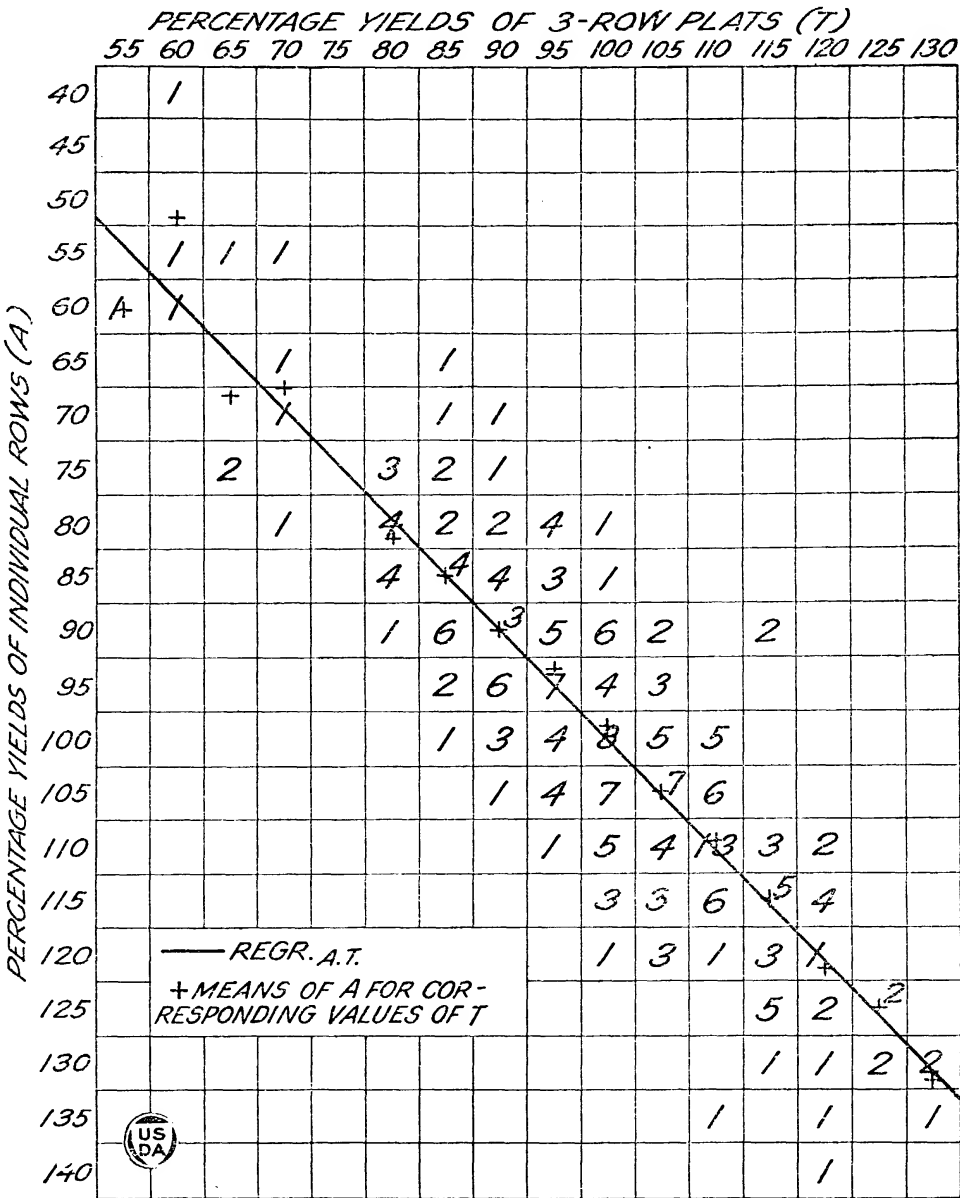 PERCENTAGE YIELDS OF 3-ROW PLATS (T)
55 60 65 70 75 80 85 90 95 100 105 110 115 120 125 130
PERCENTAGE YIELDS OF INDIVIDUAL ROWS (A)
40 1
45
50
55 1 1 1
60 1
65 1 1
70 1 1 1
75 2 3 2 1
80 1 4 2 2 4 1
85 4 4 4 3 1
90 1 6 3 5 6 2 2
95 2 6 7 4 3
100 1 3 4 8 5 5
105 1 4 7 7 6
110 1 5 4 13 3 2
115 3 3 6 5 4
120 1 3 1 3 1
125 5 2 2
130 1 1 2 2
135 1 1 1
140 1
REGR. A.T.
+ MEANS OF A FOR COR-
RESPONDING VALUES OF T
US
DA